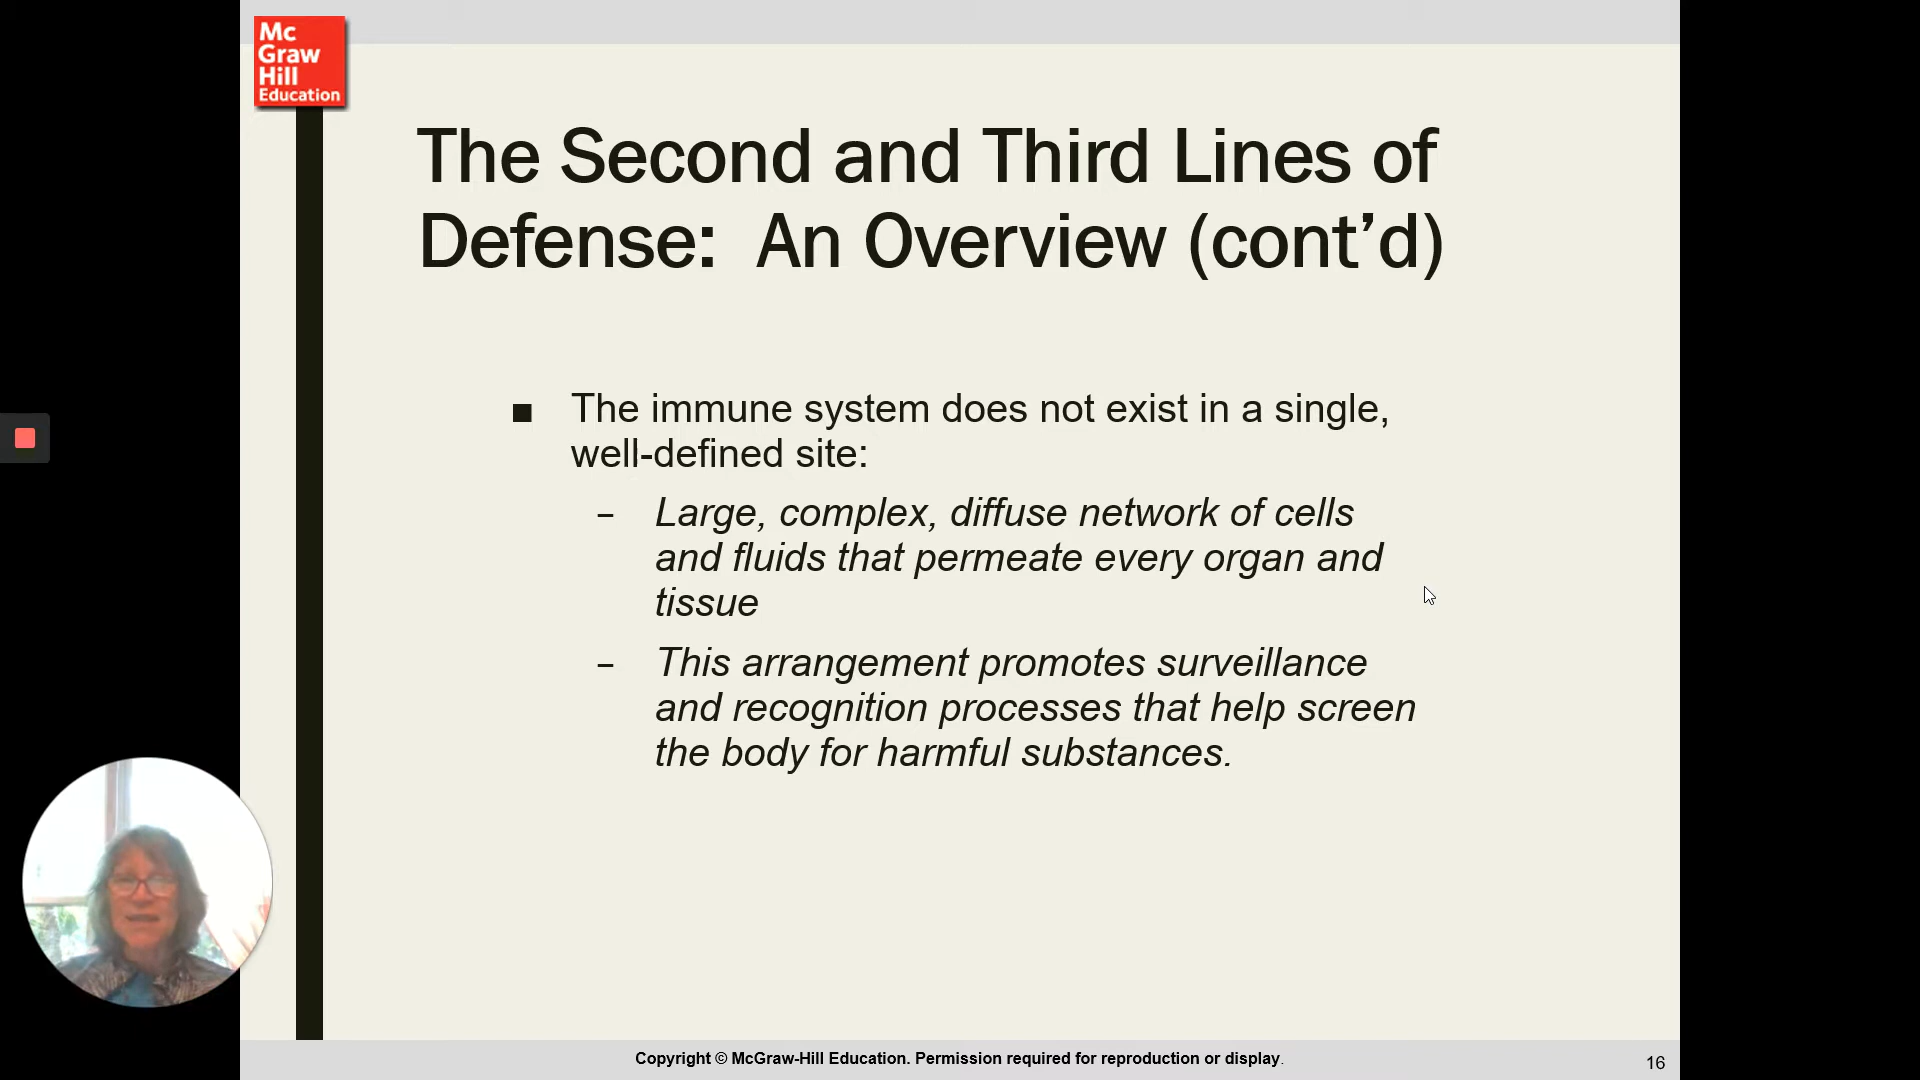 Mc
Graw
Hill
Education
The Second and Third Lines of
Defense:  An Overview (cont’d)
■ The immune system does not exist in a single,
well-defined site:
– Large, complex, diffuse network of cells
and fluids that permeate every organ and
tissue
– This arrangement promotes surveillance
and recognition processes that help screen
the body for harmful substances.
Copyright © McGraw-Hill Education. Permission required for reproduction or display.
16